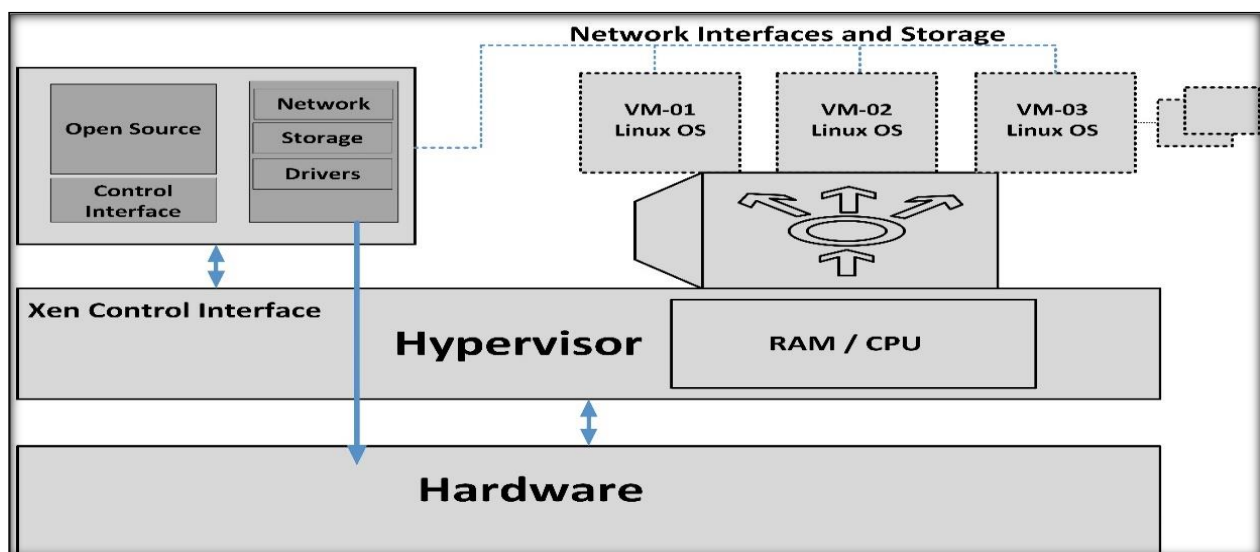 Network Interfaces and Storage
Open Source
Control
Interface
Network
Storage
Drivers
VM-01
Linux OS
VM-02
Linux OS
VM-03
Linux OS
Xen Control Interface
Hypervisor
RAM / CPU
Hardware